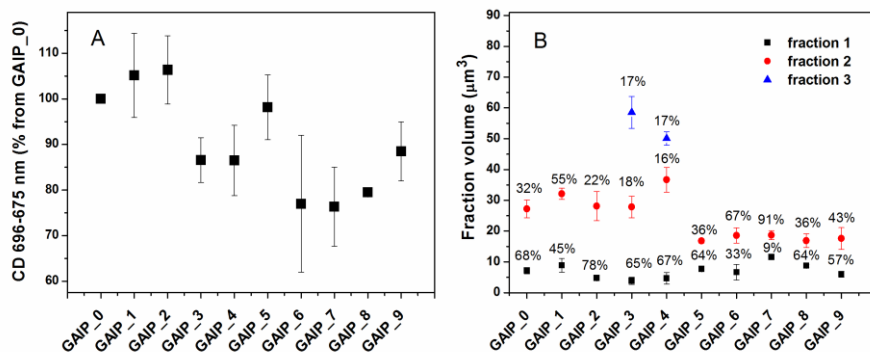 A
CD 696-675 nm (% from GAIP_0)
110
100
90
80
70
60
GAIP_0
GAIP_1
GAIP_2
GAIP_3
GAIP_4
GAIP_5
GAIP_6
GAIP_7
GAIP_8
GAIP_9
B
Fraction volume (μm³)
90
80
70
60
50
40
30
20
10
0
fraction 1
fraction 2
fraction 3
17%
17%
32%
55%
22%
18%
16%
36%
67%
91%
36%
43%
68%
45%
78%
65%
67%
64%
33%
9%
64%
57%
GAIP_0
GAIP_1
GAIP_2
GAIP_3
GAIP_4
GAIP_5
GAIP_6
GAIP_7
GAIP_8
GAIP_9